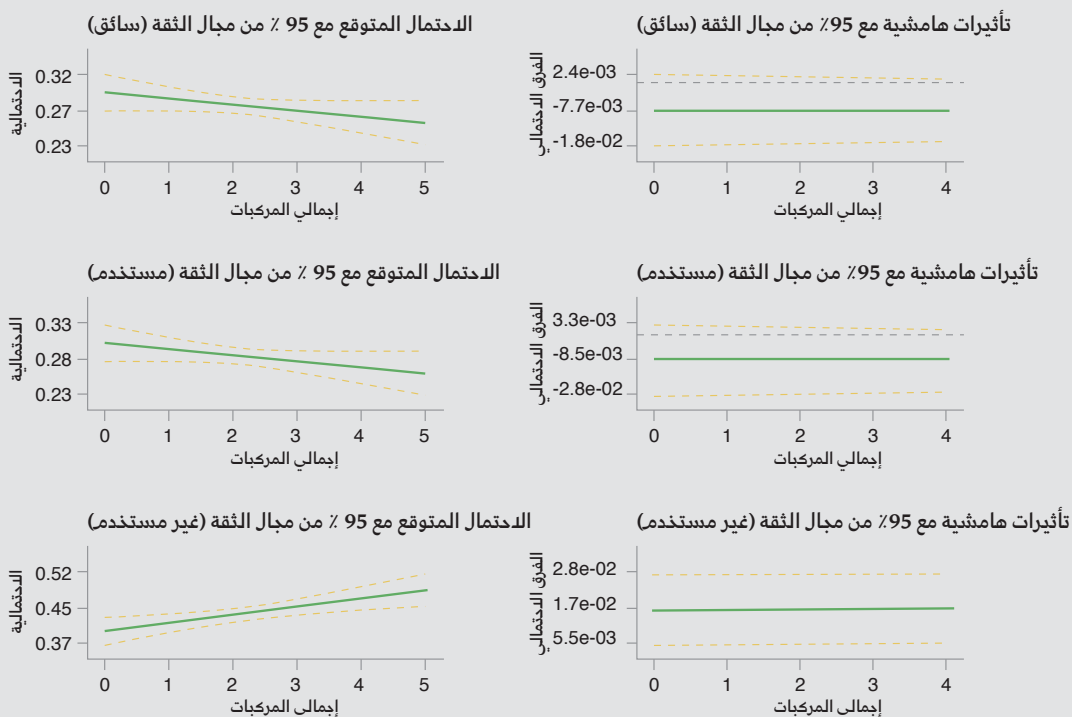 الاحتمال المتوقع مع 95 ٪ من مجال الثقة (سائق)
الاحتمالية
0.32
0.27
0.23
0 1 2 3 4 5
إجمالي المركبات
تأثيرات هامشية مع 95٪ من مجال الثقة (سائق)
الفرق الاحتمالي
2.4e-03
-7.7e-03
-1.8e-02
0 1 2 3 4
إجمالي المركبات
الاحتمال المتوقع مع 95 ٪ من مجال الثقة (مستخدم)
الاحتمالية
0.33
0.28
0.23
0 1 2 3 4 5
إجمالي المركبات
تأثيرات هامشية مع 95٪ من مجال الثقة (مستخدم)
الفرق الاحتمالي
3.3e-03
-8.5e-03
-2.8e-02
0 1 2 3 4
إجمالي المركبات
الاحتمال المتوقع مع 95 ٪ من مجال الثقة (غير مستخدم)
الاحتمالية
0.52
0.45
0.37
0 1 2 3 4 5
إجمالي المركبات
تأثيرات هامشية مع 95٪ من مجال الثقة (غير مستخدم)
الفرق الاحتمالي
2.8e-02
1.7e-02
5.5e-03
0 1 2 3 4
إجمالي المركبات